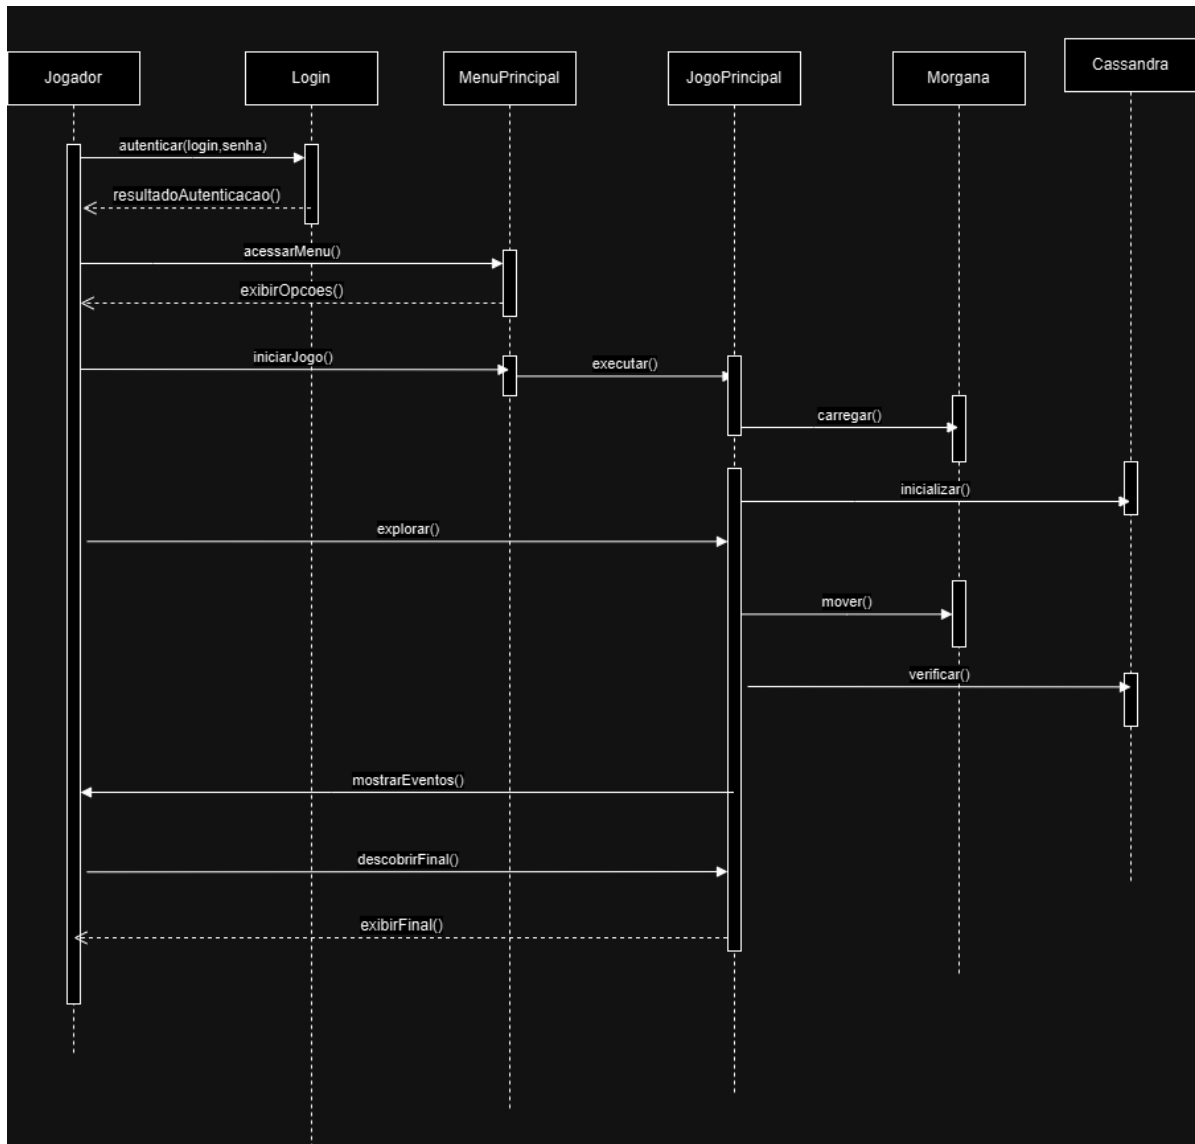 Jogador
Login
MenuPrincipal
JogoPrincipal
Morgana
Cassandra
autenticar(login,senha)
resultadoAutenticacao()
acessarMenu()
exibirOpcoes()
iniciarJogo()
executar()
carregar()
inicializar()
explorar()
mover()
verificar()
mostrarEventos()
descobrirFinal()
exibirFinal()